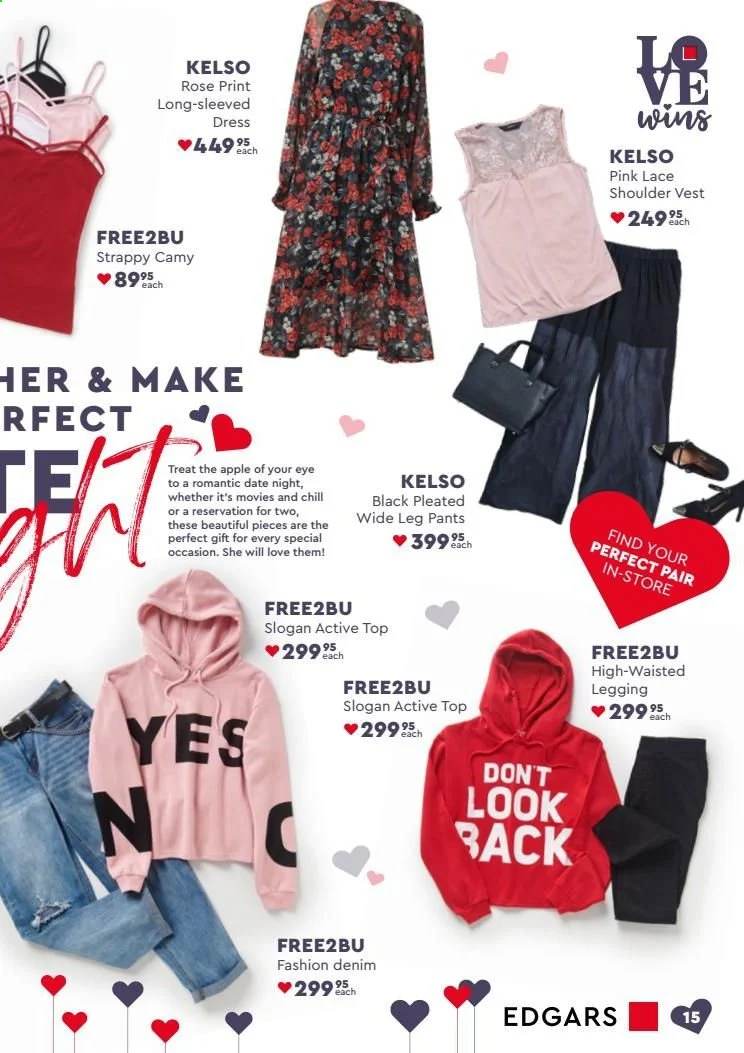 KELSO
Rose Print
Long-sleeved
Dress
449 95 each
LOVE
wins
KELSO
Pink Lace
Shoulder Vest
249 95 each
FREE2BU
Strappy Camy
89 95 each
HER & MAKE
RFECT
TE
ght
Treat the apple of your eye
to a romantic date night,
whether it's movies and chill
or a reservation for two,
these beautiful pieces are the
perfect gift for every special
occasion. She will love them!
KELSO
Black Pleated
Wide Leg Pants
399 95 each
FIND YOUR
PERFECT PAIR
IN-STORE
FREE2BU
Slogan Active Top
299 95 each
FREE2BU
Slogan Active Top
299 95 each
FREE2BU
High-Waisted
Legging
299 95 each
YES
NO
DON'T
LOOK
BACK
FREE2BU
Fashion denim
299 95 each
EDGARS
15